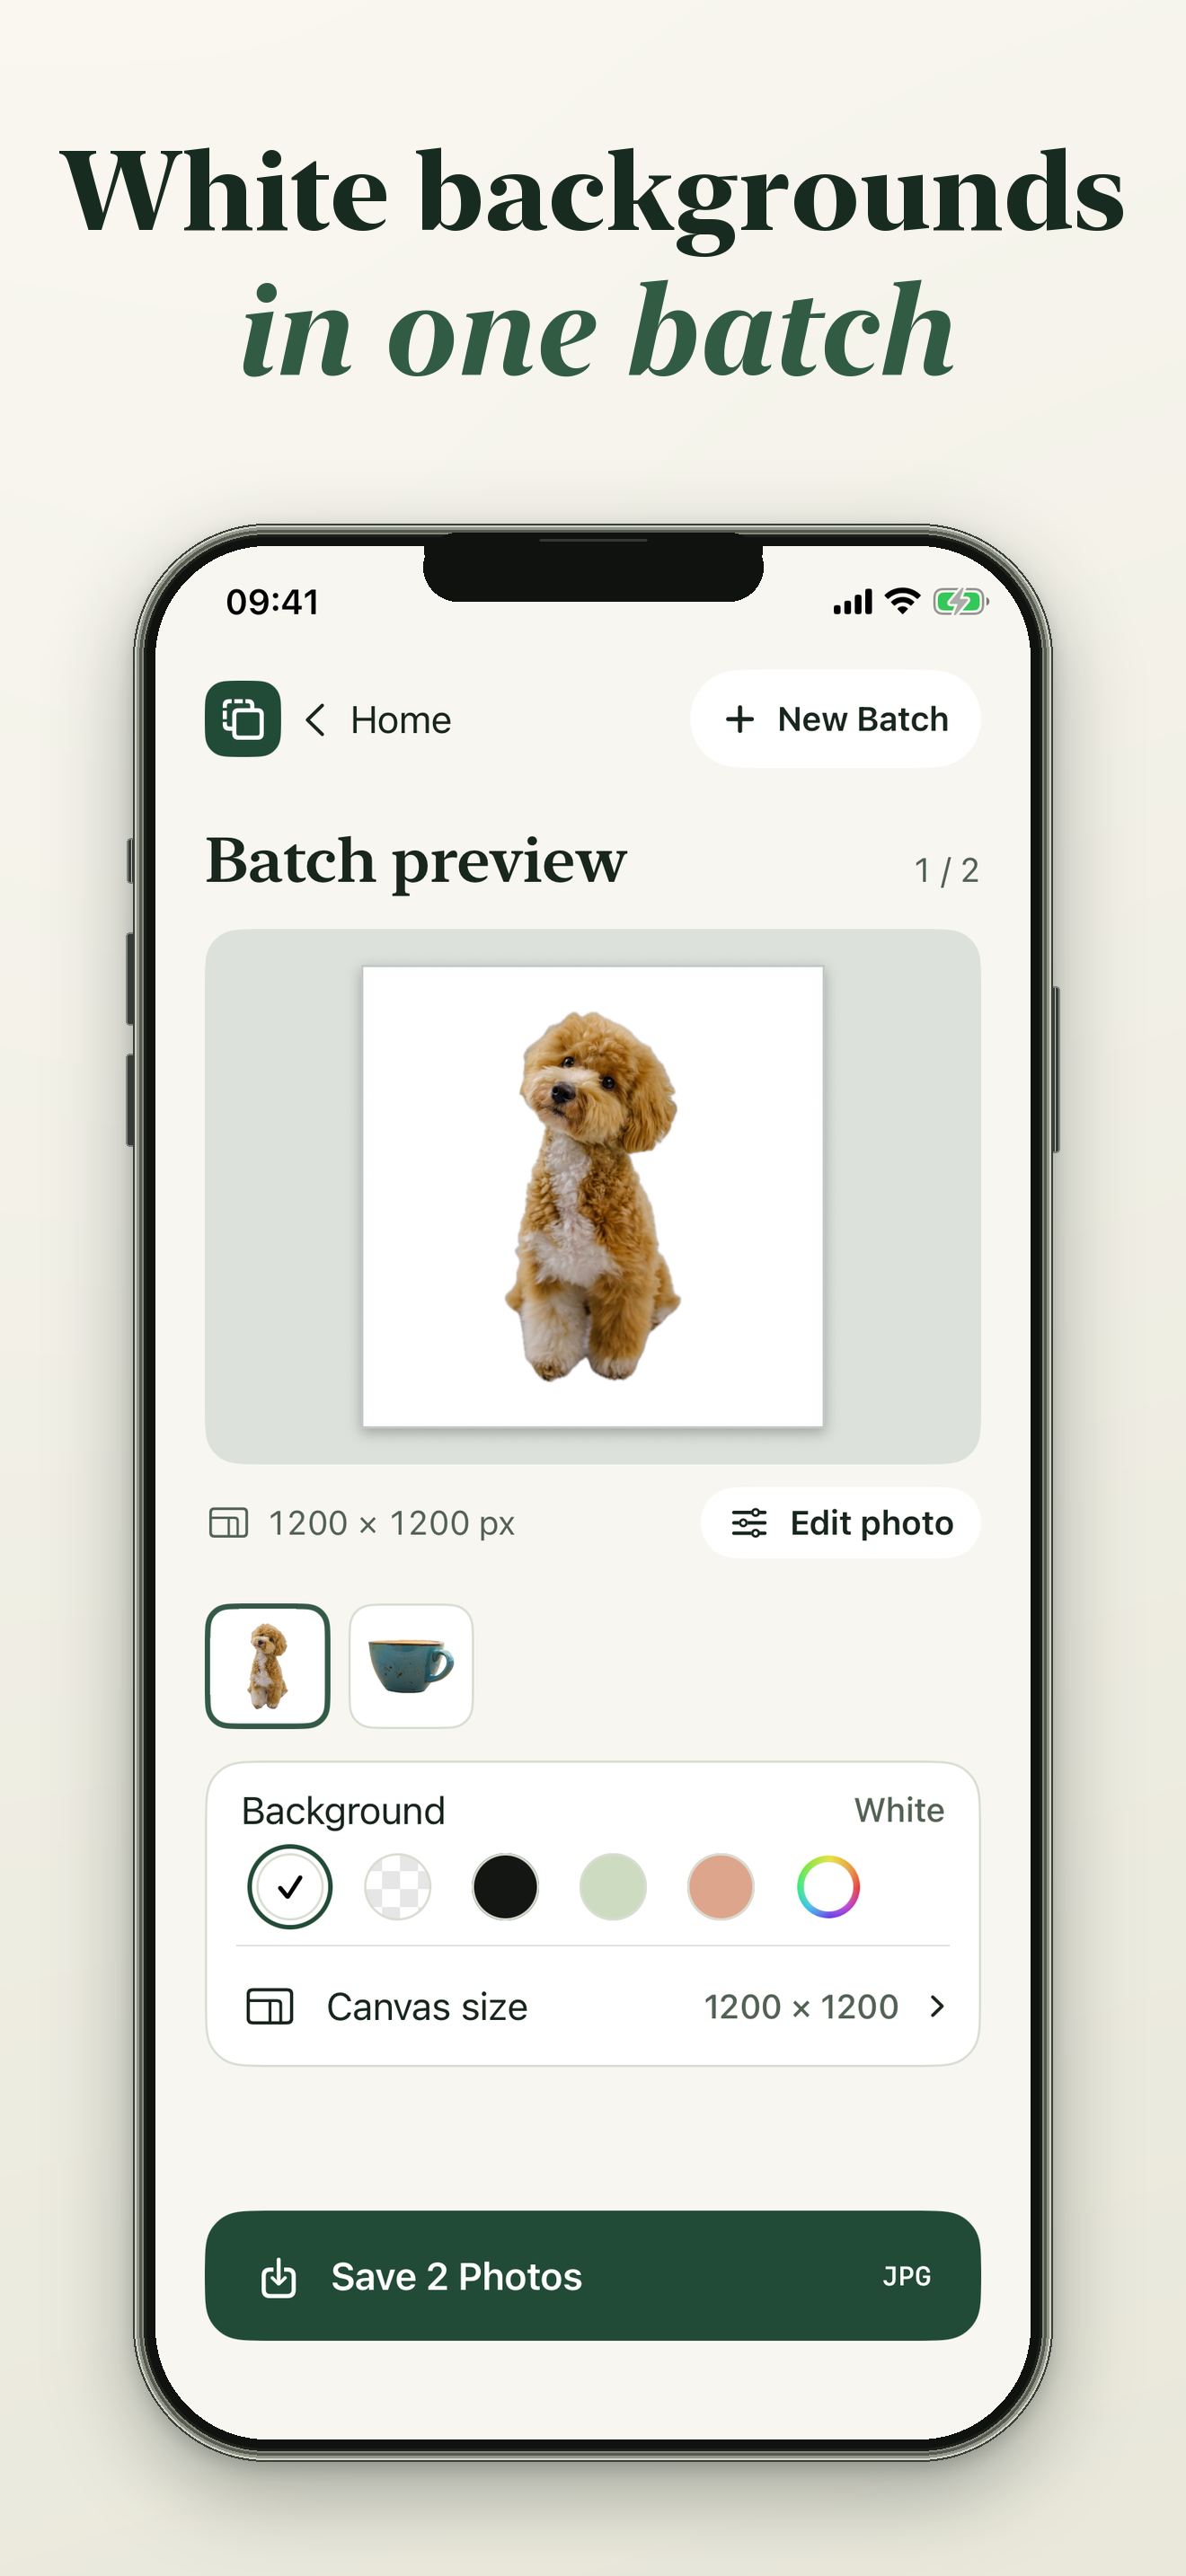 White backgrounds
in one batch
09:41
Home
New Batch
Batch preview
1 / 2
1200 × 1200 px
Edit photo
Background
White
Canvas size
1200 × 1200
Save 2 Photos
JPG